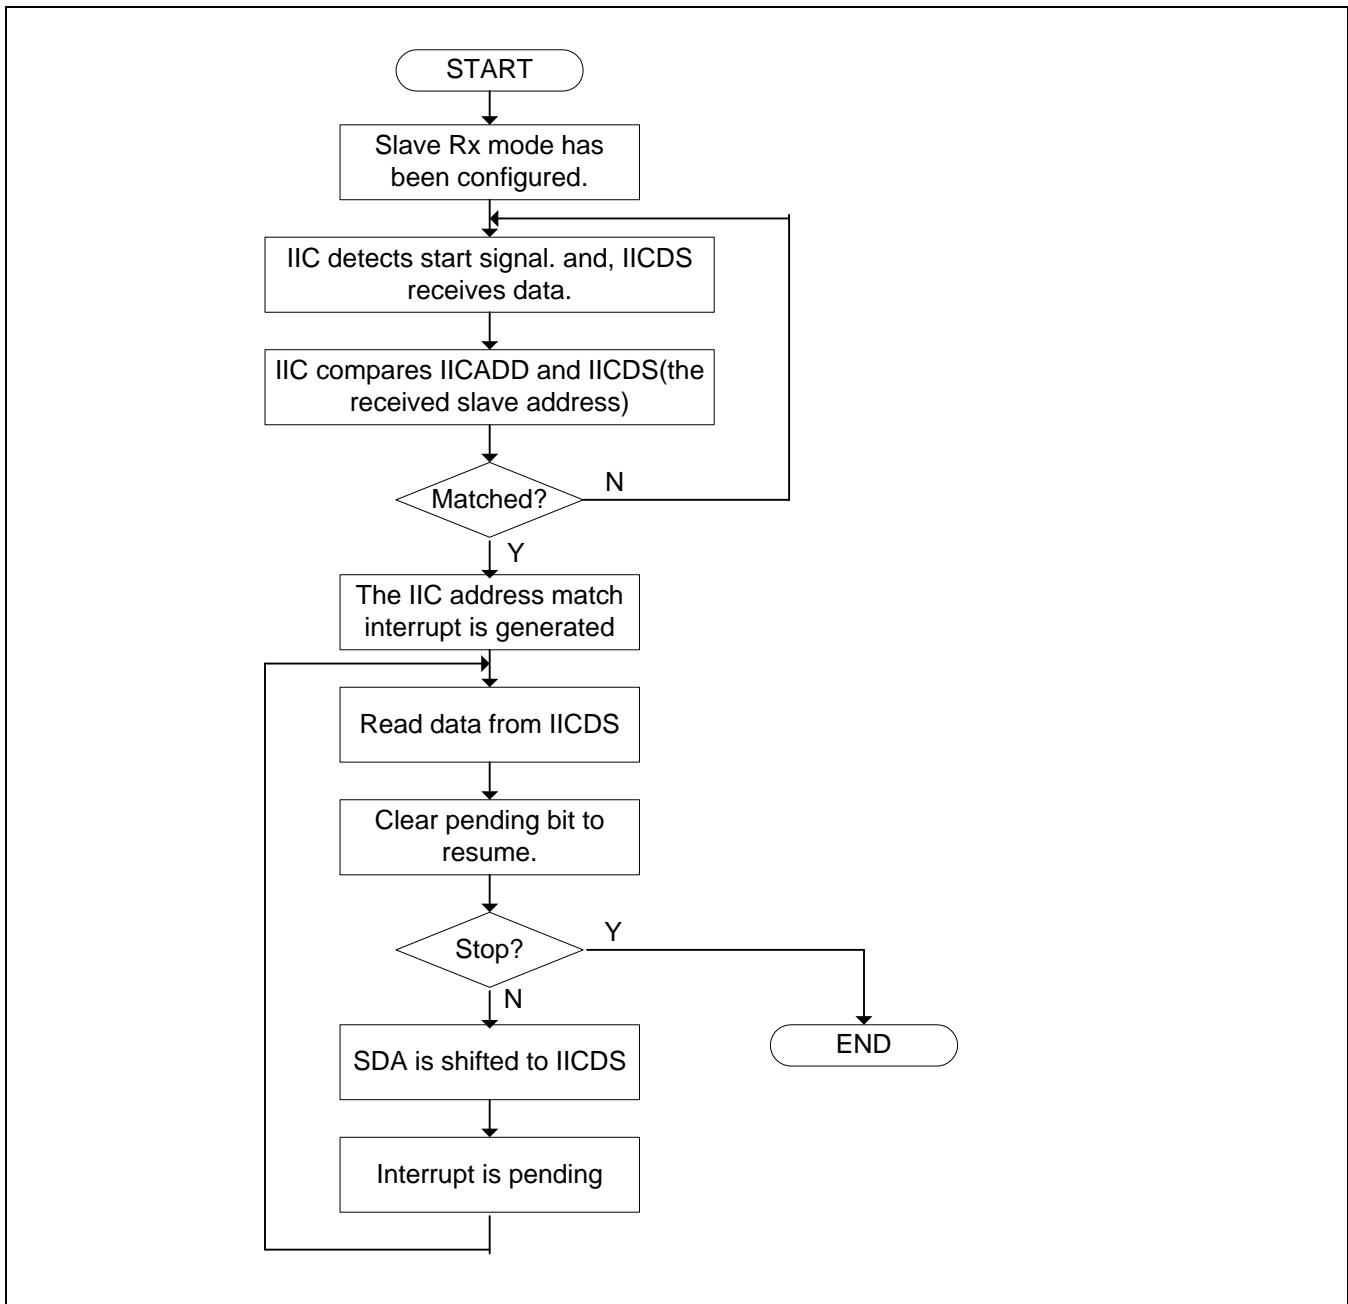 START
Slave Rx mode has
been configured.
IIC detects start signal. and, IICDS
receives data.
IIC compares IICADD and IICDS(the
received slave address)
Matched?
N
Y
The IIC address match
interrupt is generated
Read data from IICDS
Clear pending bit to
resume.
Stop?
Y
N
SDA is shifted to IICDS
END
Interrupt is pending